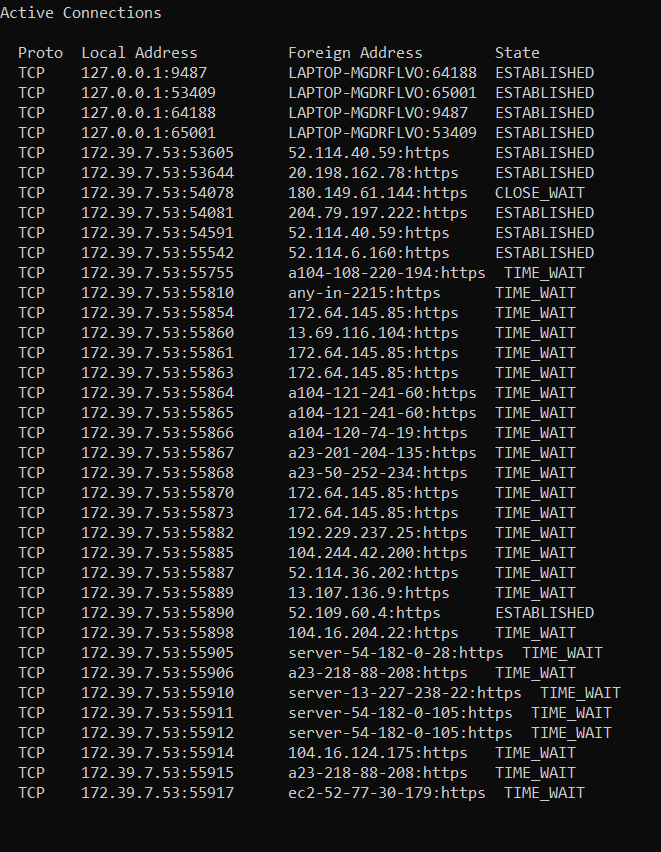 Active Connections
Proto  Local Address          Foreign Address        State
TCP    127.0.0.1:9487         LAPTOP-MGDRFLVO:64188  ESTABLISHED
TCP    127.0.0.1:53409        LAPTOP-MGDRFLVO:65001  ESTABLISHED
TCP    127.0.0.1:64188        LAPTOP-MGDRFLVO:9487   ESTABLISHED
TCP    127.0.0.1:65001        LAPTOP-MGDRFLVO:53409  ESTABLISHED
TCP    172.39.7.53:53605      52.114.40.59:https     ESTABLISHED
TCP    172.39.7.53:53644      20.198.162.78:https    ESTABLISHED
TCP    172.39.7.53:54078      180.149.61.144:https   CLOSE_WAIT
TCP    172.39.7.53:54081      204.79.197.222:https   ESTABLISHED
TCP    172.39.7.53:54591      52.114.40.59:https     ESTABLISHED
TCP    172.39.7.53:55542      52.114.6.160:https     ESTABLISHED
TCP    172.39.7.53:55755      a104-108-220-194:https  TIME_WAIT
TCP    172.39.7.53:55810      any-in-2215:https      TIME_WAIT
TCP    172.39.7.53:55854      172.64.145.85:https    TIME_WAIT
TCP    172.39.7.53:55860      13.69.116.104:https    TIME_WAIT
TCP    172.39.7.53:55861      172.64.145.85:https    TIME_WAIT
TCP    172.39.7.53:55863      172.64.145.85:https    TIME_WAIT
TCP    172.39.7.53:55864      a104-121-241-60:https  TIME_WAIT
TCP    172.39.7.53:55865      a104-121-241-60:https  TIME_WAIT
TCP    172.39.7.53:55866      a104-120-74-19:https   TIME_WAIT
TCP    172.39.7.53:55867      a23-201-204-135:https  TIME_WAIT
TCP    172.39.7.53:55868      a23-50-252-234:https   TIME_WAIT
TCP    172.39.7.53:55870      172.64.145.85:https    TIME_WAIT
TCP    172.39.7.53:55873      172.64.145.85:https    TIME_WAIT
TCP    172.39.7.53:55882      192.229.237.25:https   TIME_WAIT
TCP    172.39.7.53:55885      104.244.42.200:https   TIME_WAIT
TCP    172.39.7.53:55887      52.114.36.202:https    TIME_WAIT
TCP    172.39.7.53:55889      13.107.136.9:https     TIME_WAIT
TCP    172.39.7.53:55890      52.109.60.4:https      ESTABLISHED
TCP    172.39.7.53:55898      104.16.204.22:https    TIME_WAIT
TCP    172.39.7.53:55905      server-54-182-0-28:https  TIME_WAIT
TCP    172.39.7.53:55906      a23-218-88-208:https   TIME_WAIT
TCP    172.39.7.53:55910      server-13-227-238-22:https  TIME_WAIT
TCP    172.39.7.53:55911      server-54-182-0-105:https  TIME_WAIT
TCP    172.39.7.53:55912      server-54-182-0-105:https  TIME_WAIT
TCP    172.39.7.53:55914      104.16.124.175:https   TIME_WAIT
TCP    172.39.7.53:55915      a23-218-88-208:https   TIME_WAIT
TCP    172.39.7.53:55917      ec2-52-77-30-179:https  TIME_WAIT